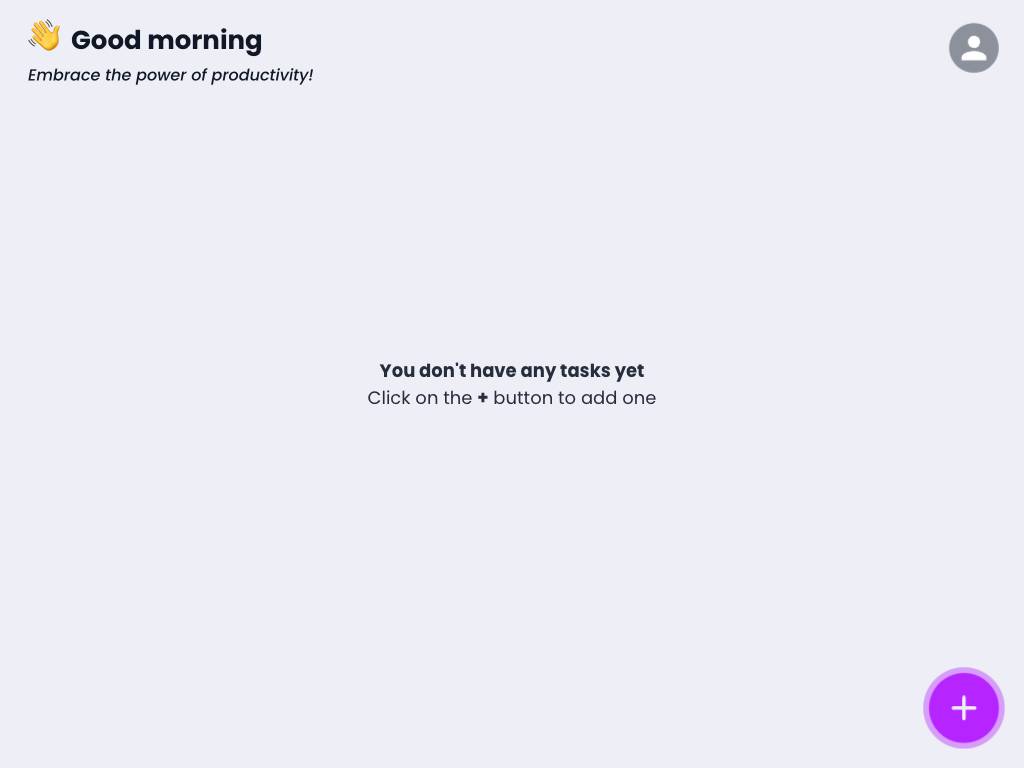 Good morning
Embrace the power of productivity!
You don't have any tasks yet
Click on the + button to add one